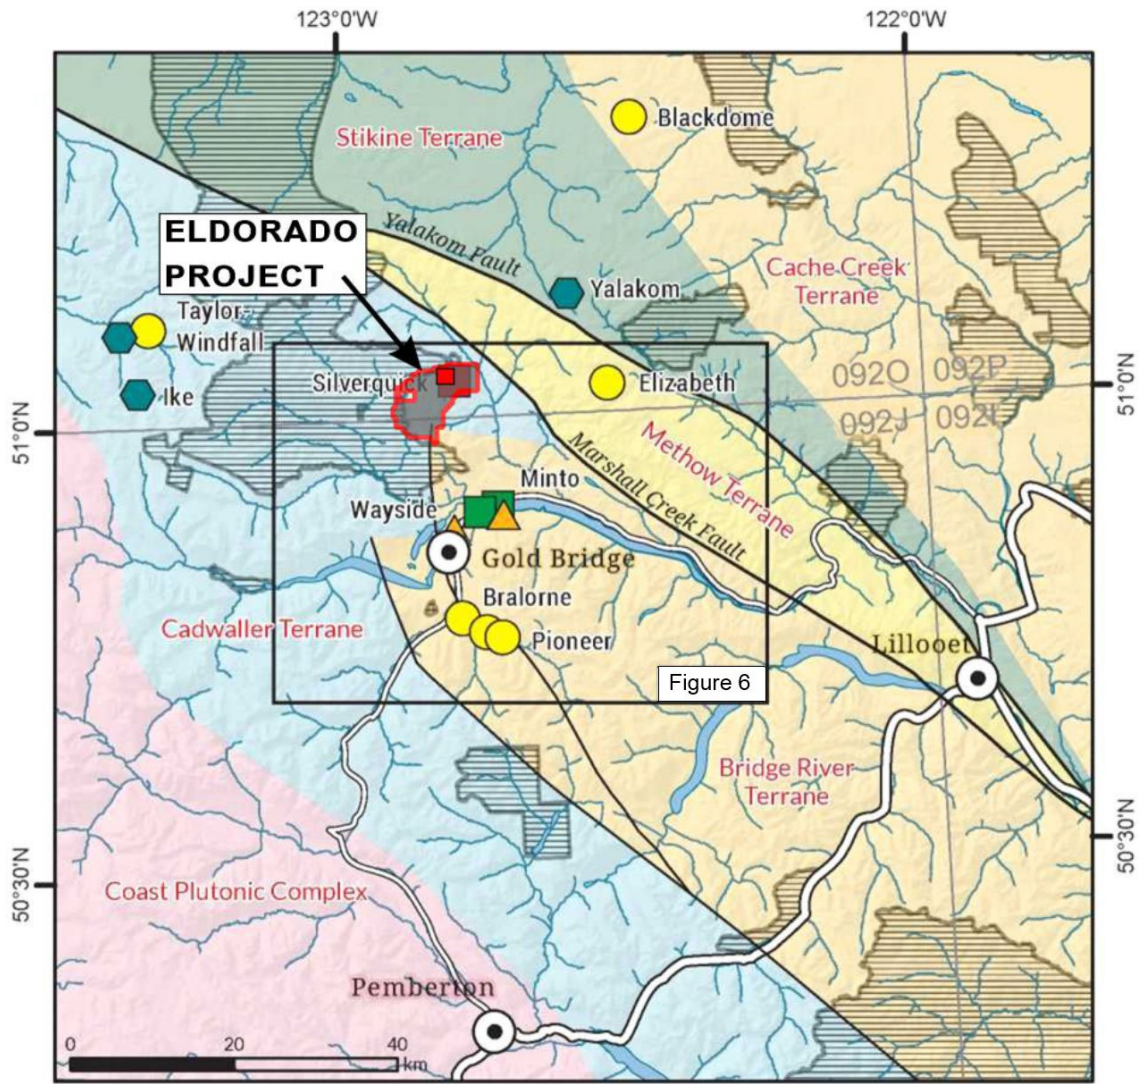 123°0'W
122°0'W
Blackdome
Stikine Terrane
ELDORADO
PROJECT
Yalakom Fault
Cache Creek
Terrane
Yalakom
Taylor-
Windfall
Silverquick
Elizabeth
092O 092P
51°0'N
Ike
092J 092I
51°0'N
Methow Terrane
Marshall Creek Fault
Minto
Wayside
Gold Bridge
Bralorne
Cadwaller Terrane
Pioneer
Lillooet
Figure 6
Bridge River
Terrane
50°30'N
50°30'N
Coast Plutonic Complex
Pemberton
0 20 40
km